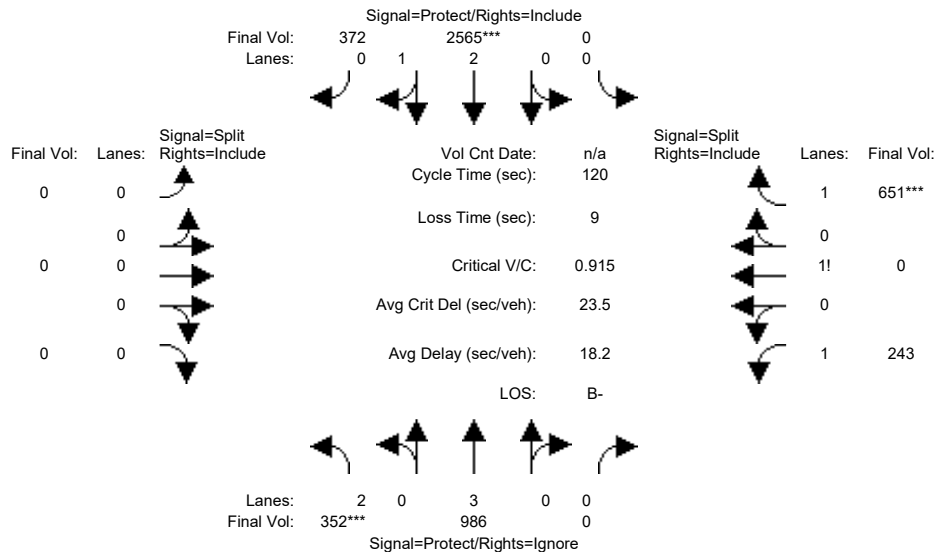 Signal=Protect/Rights=Include
Final Vol: 372 2565*** 0
Lanes: 0 1 2 0 0
Signal=Split Signal=Split
Final Vol: Lanes: Rights=Include Vol Cnt Date: n/a Rights=Include Lanes: Final Vol:
Cycle Time (sec): 120
0 0 1 651***
Loss Time (sec): 9
0 0
0 0 Critical V/C: 0.915 1! 0
0 Avg Crit Del (sec/veh): 23.5 0
0 0 Avg Delay (sec/veh): 18.2 1 243
LOS: B-
Lanes: 2 0 3 0 0
Final Vol: 352*** 986 0
Signal=Protect/Rights=Ignore